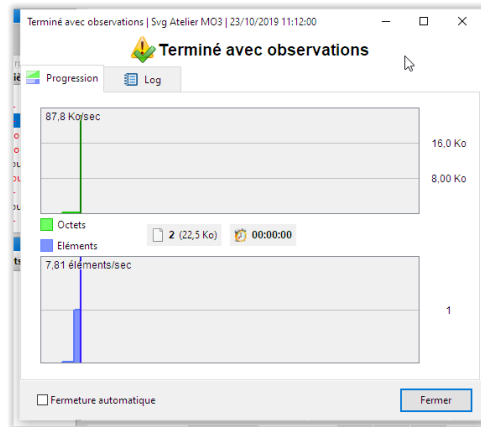 Terminé avec observations | Svg Atelier MO3 | 23/10/2019 11:12:00
Terminé avec observations
Progression
Log
87,8 Ko/sec
16,0 Ko
8,00 Ko
Octets
Eléments
2 (22,5 Ko)
00:00:00
7,81 éléments/sec
1
Fermeture automatique
Fermer